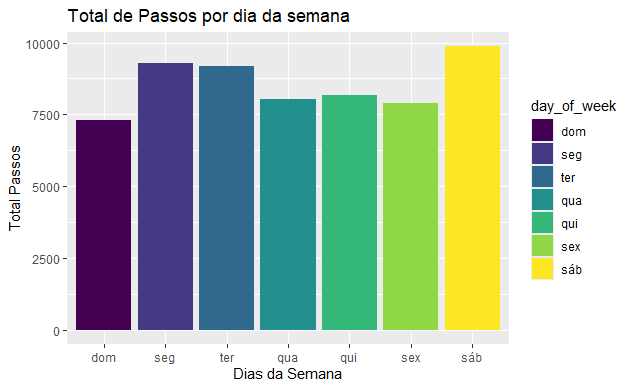 Total de Passos por dia da semana
Total Passos
10000
7500
5000
2500
0
dom seg ter qua qui sex sáb
Dias da Semana
day_of_week
dom
seg
ter
qua
qui
sex
sáb